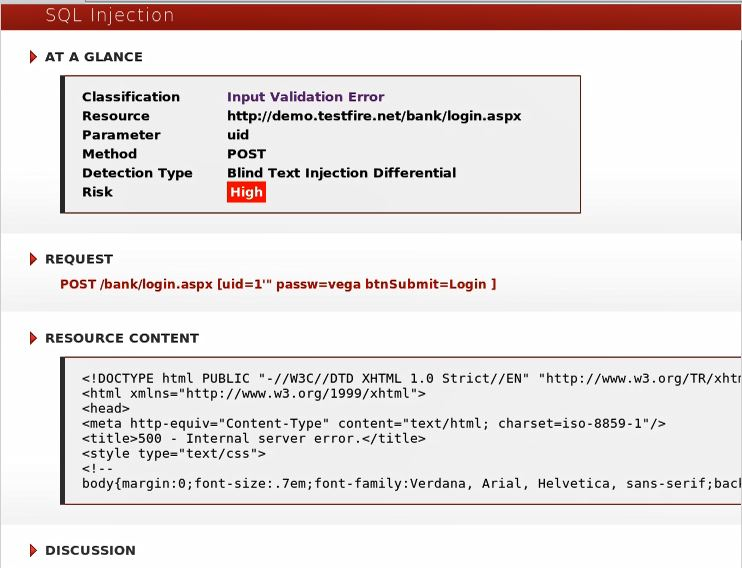 SQL Injection
AT A GLANCE
Classification Input Validation Error
Resource http://demo.testfire.net/bank/login.aspx
Parameter uid
Method POST
Detection Type Blind Text Injection Differential
Risk High
REQUEST
POST /bank/login.aspx [uid=1'" passw=vega btnSubmit=Login ]
RESOURCE CONTENT
<!DOCTYPE html PUBLIC "-//W3C//DTD XHTML 1.0 Strict//EN" "http://www.w3.org/TR/xhtm
<html xmlns="http://www.w3.org/1999/xhtml">
<head>
<meta http-equiv="Content-Type" content="text/html; charset=iso-8859-1"/>
<title>500 - Internal server error.</title>
<style type="text/css">
<!--
body{margin:0;font-size:.7em;font-family:Verdana, Arial, Helvetica, sans-serif;back
DISCUSSION